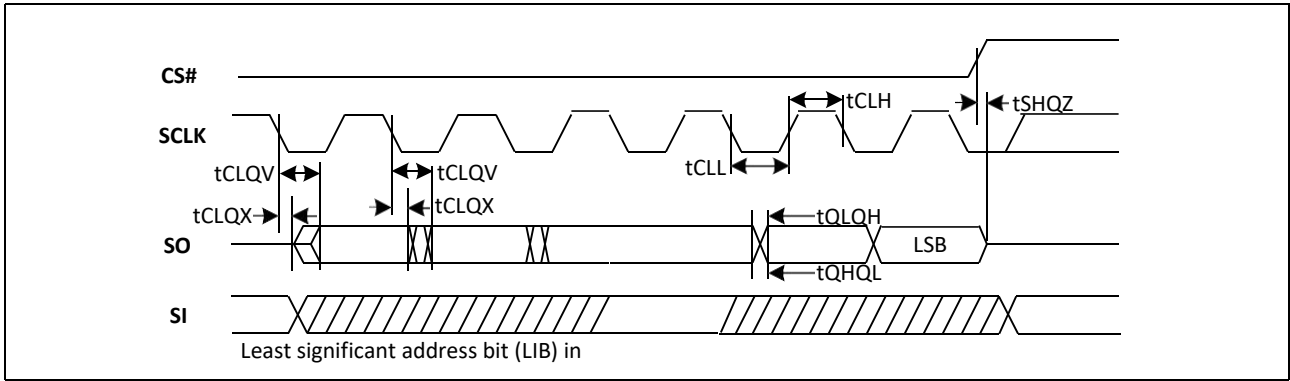 CS#
tCLH
tSHQZ
SCLK
tCLQV
tCLQV
tCLL
tCLQX
tCLQX
tQLQH
SO
LSB
tQHQL
SI
Least significant address bit (LIB) in